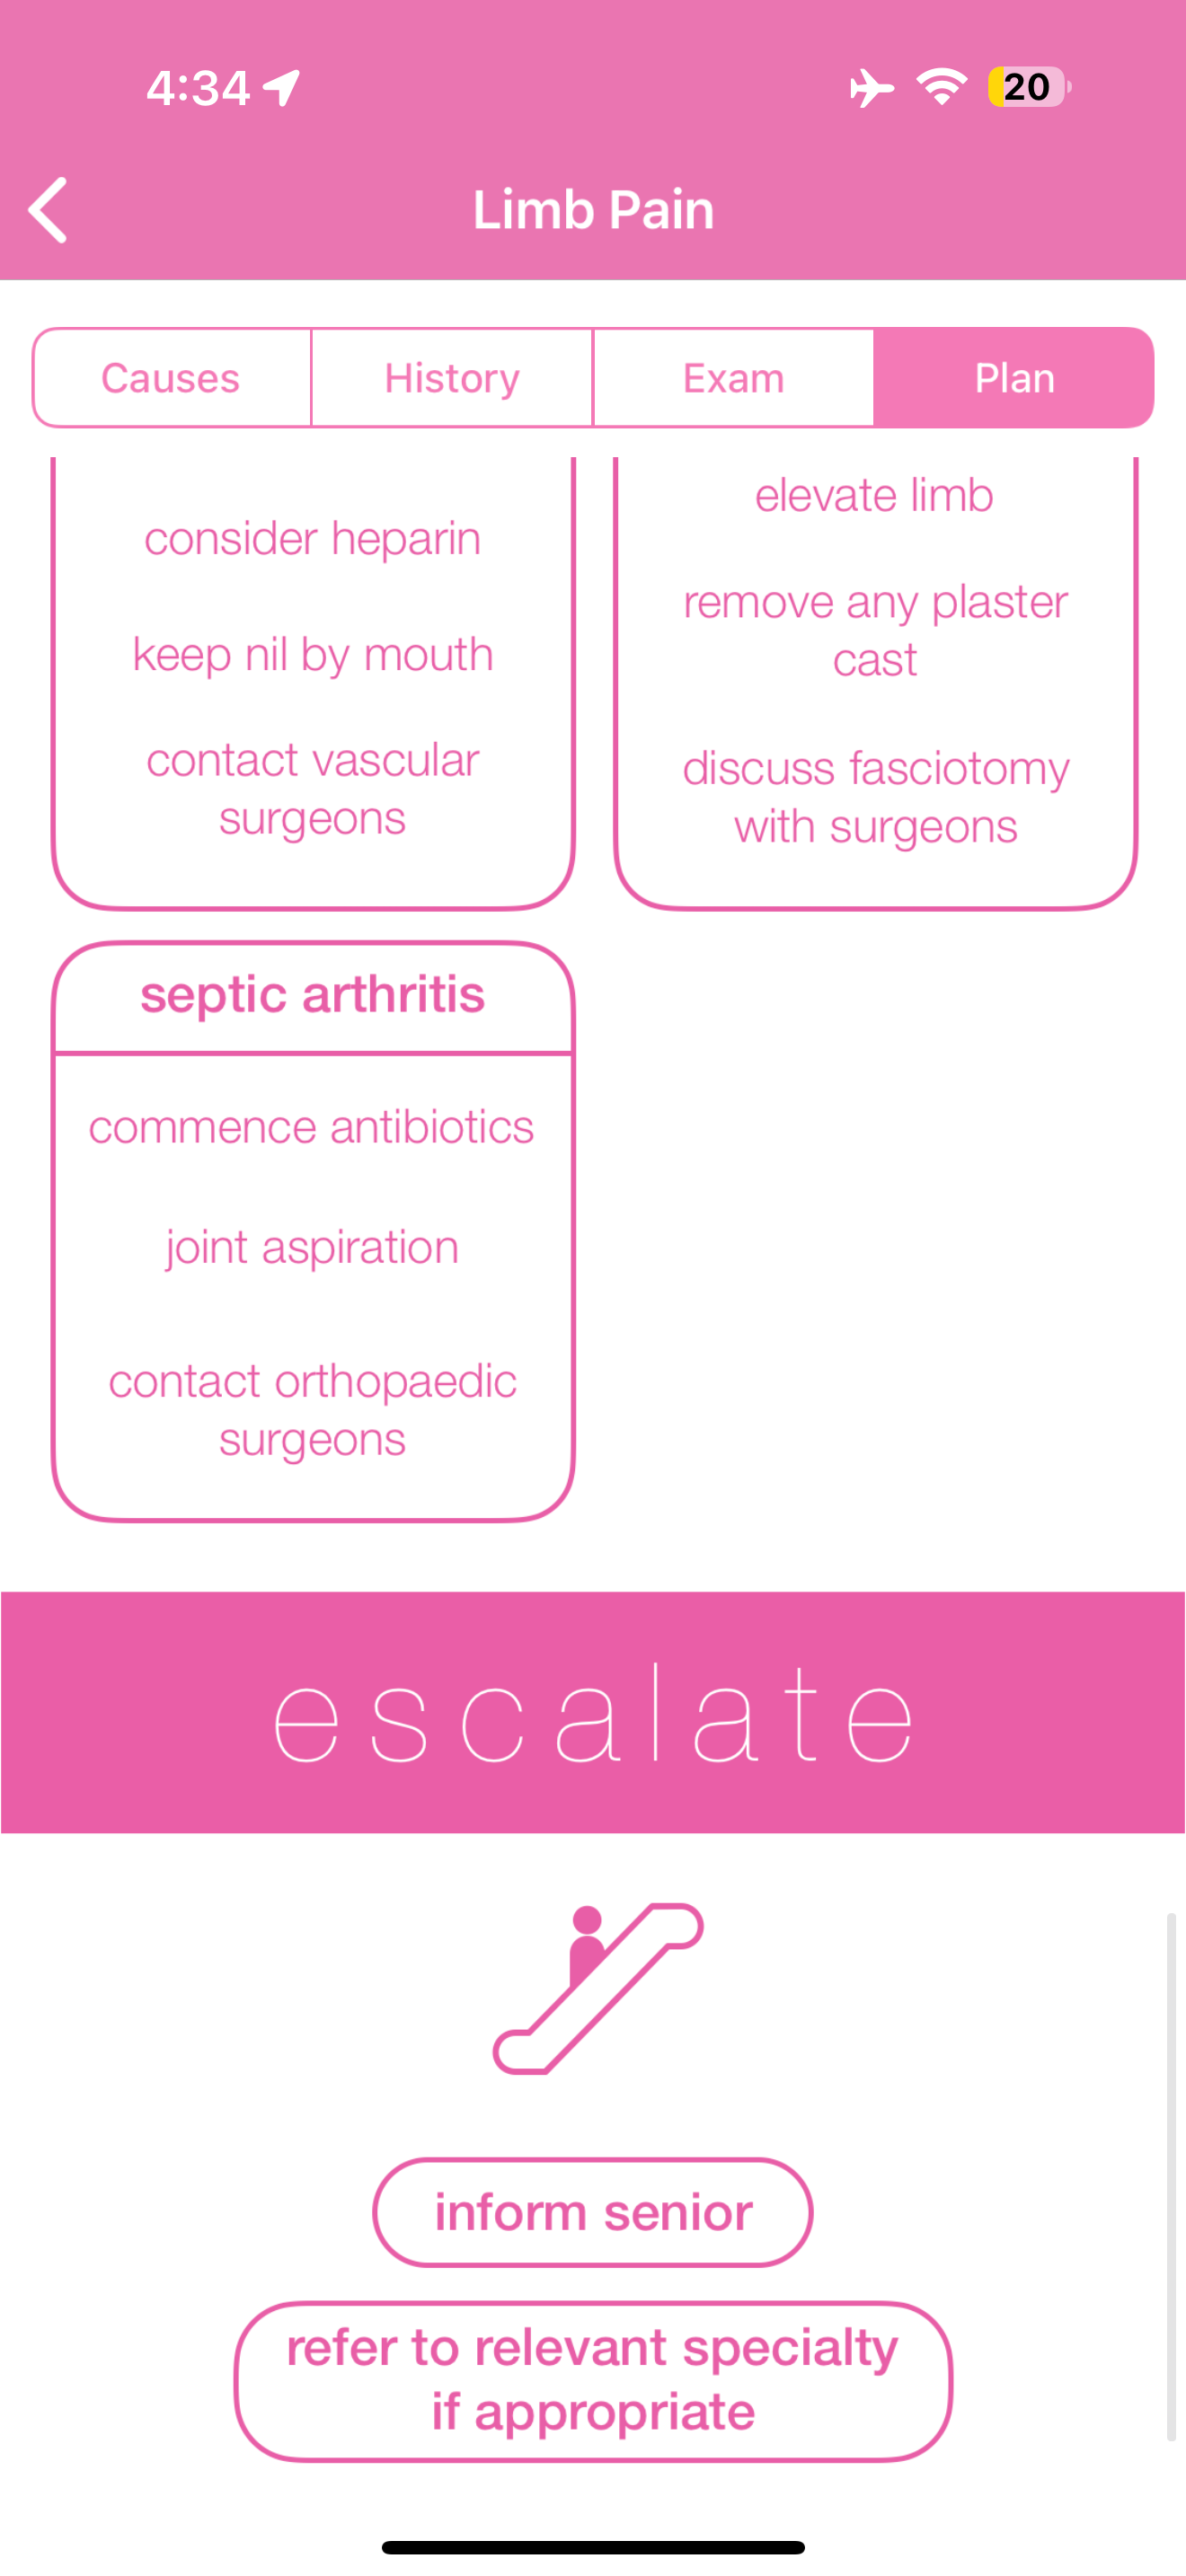 4:34
20
Limb Pain
Causes
History
Exam
Plan
consider heparin
keep nil by mouth
contact vascular
surgeons
elevate limb
remove any plaster
cast
discuss fasciotomy
with surgeons
septic arthritis
commence antibiotics
joint aspiration
contact orthopaedic
surgeons
escalate
inform senior
refer to relevant specialty
if appropriate